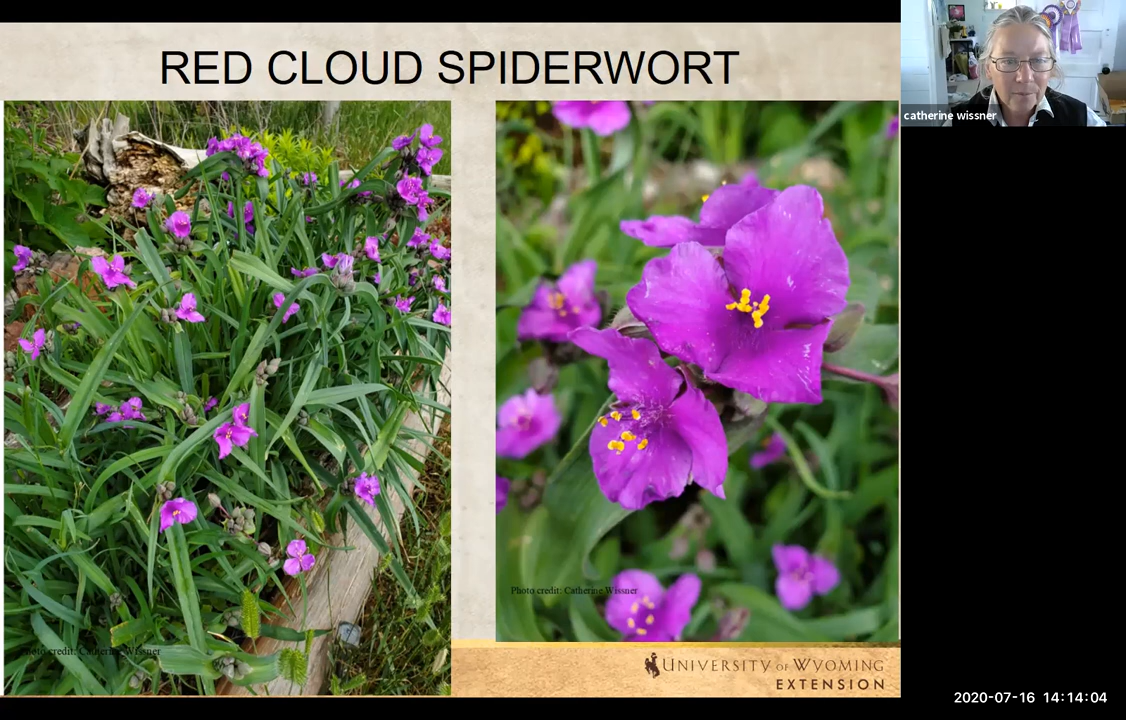 RED CLOUD SPIDERWORT
catherine wissner
Photo credit: Catherine Wissner
Photo credit: Catherine Wissner
UNIVERSITY OF WYOMING
EXTENSION
2020-07-16 14:14:04